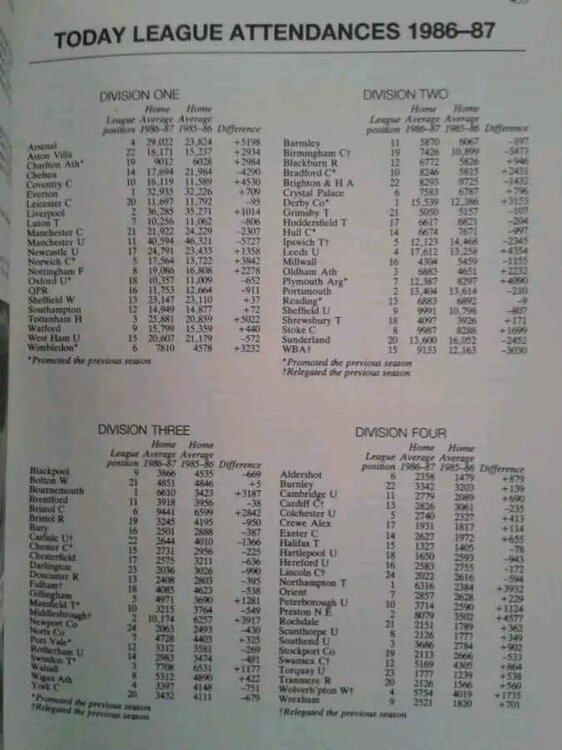 TODAY LEAGUE ATTENDANCES 1986–87
DIVISION ONE
Home Home
League Average Average
position 1986–87 1985–86 Difference
Arsenal 4 29,022 23,824 +5198
Aston Villa 22 18,171 15,237 +2934
Charlton Ath* 19 9012 6028 +2984
Chelsea 14 17,694 21,984 –4290
Coventry C 10 16,119 11,589 +4530
Everton 1 32,935 32,226 +709
Leicester C 20 11,697 11,792 –95
Liverpool 2 36,285 35,271 +1014
Luton T 7 10,256 11,062 –806
Manchester C 21 21,922 24,229 –2307
Manchester U 11 40,594 46,321 –5727
Newcastle U 17 24,791 23,433 +1358
Norwich C* 5 17,564 13,722 +3842
Nottingham F 8 19,086 16,808 +2278
Oxford U* 18 10,357 11,009 –652
QPR 16 11,753 12,664 –911
Sheffield W 13 23,147 23,110 +37
Southampton 12 14,949 14,877 +72
Tottenham H 3 25,881 20,859 +5022
Watford 9 15,799 15,359 +440
West Ham U 15 20,607 21,179 –572
Wimbledon* 6 7810 4578 +3232
*Promoted the previous season
DIVISION TWO
Home Home
League Average Average
position 1986–87 1985–86 Difference
Barnsley 11 5870 6067 –197
Birmingham C† 19 7426 10,899 –3473
Blackburn R 12 6772 5826 +946
Bradford C* 10 8246 5815 +2431
Brighton & H A 22 8293 9725 –1432
Crystal Palace 6 7583 6787 +796
Derby Co* 1 15,539 12,386 +3153
Grimsby T 21 5050 5157 –107
Huddersfield T 17 6617 6821 –204
Hull C* 14 6674 7671 –997
Ipswich T† 5 12,123 14,468 –2345
Leeds U 4 17,612 13,258 +4354
Millwall 16 4304 5459 –1155
Oldham Ath 3 6883 4651 +2232
Plymouth Arg* 7 12,387 8297 +4090
Portsmouth 2 13,404 13,614 –210
Reading* 13 6883 6892 –9
Sheffield U 9 9991 10,798 –807
Shrewsbury T 18 4097 3926 +171
Stoke C 8 9987 8288 +1699
Sunderland 20 13,600 16,052 –2452
WBA† 15 9133 12,163 –3030
*Promoted the previous season
†Relegated the previous season
DIVISION THREE
Home Home
League Average Average
position 1986–87 1985–86 Difference
Blackpool 9 3866 4535 –669
Bolton W 21 4851 4846 +5
Bournemouth 1 6610 3423 +3187
Brentford 11 3918 3956 –38
Bristol C 6 9441 6599 +2842
Bristol R 19 3245 4195 –950
Bury 16 2501 2888 –387
Carlisle U† 22 2644 4010 –1366
Chester C* 15 2731 2956 –225
Chesterfield 17 2575 3211 –636
Darlington 23 2036 3026 –990
Doncaster R 13 2408 2803 –395
Fulham† 18 4085 4623 –538
Gillingham 5 4971 3690 +1281
Mansfield T* 10 3215 3764 –549
Middlesbrough† 2 10,174 6257 +3917
Newport Co 24 2063 2493 –430
Notts Co 7 4728 4403 +325
Port Vale* 12 3312 3581 –269
Rotherham U 14 2983 3474 –491
Swindon T* 3 7708 6531 +1177
Walsall 8 5312 4890 +422
Wigan Ath 4 3397 4148 –751
York C 20 3432 4111 –679
*Promoted the previous season
†Relegated the previous season
DIVISION FOUR
Home Home
League Average Average
position 1986–87 1985–86 Difference
Aldershot 6 2358 1479 +879
Burnley 22 3342 3203 +139
Cambridge U 11 2779 2089 +690
Cardiff C† 13 2826 3061 –235
Colchester U 5 2740 2327 +413
Crewe Alex 17 1931 1817 +114
Exeter C 14 2627 1972 +655
Halifax T 15 1327 1405 –78
Hartlepool U 18 1650 2593 –943
Hereford U 16 2583 2755 –172
Lincoln C† 24 2022 2616 –594
Northampton T 1 6316 2384 +3932
Orient 7 2857 2628 +229
Peterborough U 10 3714 2590 +1124
Preston N E 2 8079 3502 +4577
Rochdale 21 2151 1789 +362
Scunthorpe U 8 2126 1777 +349
Southend U 3 3686 2784 +902
Stockport Co 19 2113 2666 –533
Swansea C† 12 5169 4305 +864
Torquay U 23 1777 1239 +538
Tranmere R 20 2126 1566 +560
Wolverh'pton W† 4 5754 4019 +1735
Wrexham 9 2521 1820 +701
†Relegated the previous season